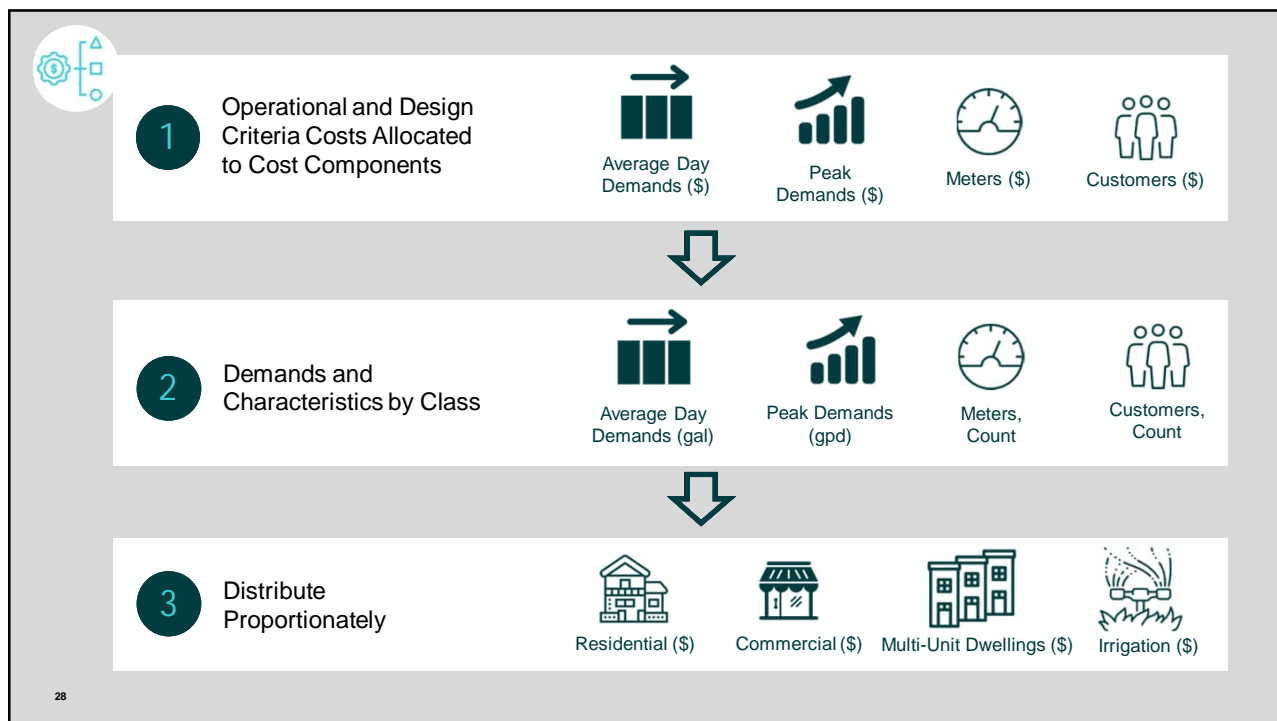 $
1
Operational and Design
Criteria Costs Allocated
to Cost Components
Average Day
Demands ($)
Peak
Demands ($)
Meters ($)
Customers ($)
2
Demands and
Characteristics by Class
Average Day
Demands (gal)
Peak Demands
(gpd)
Meters,
Count
Customers,
Count
3
Distribute
Proportionately
Residential ($)
Commercial ($)
Multi-Unit Dwellings ($)
Irrigation ($)
28